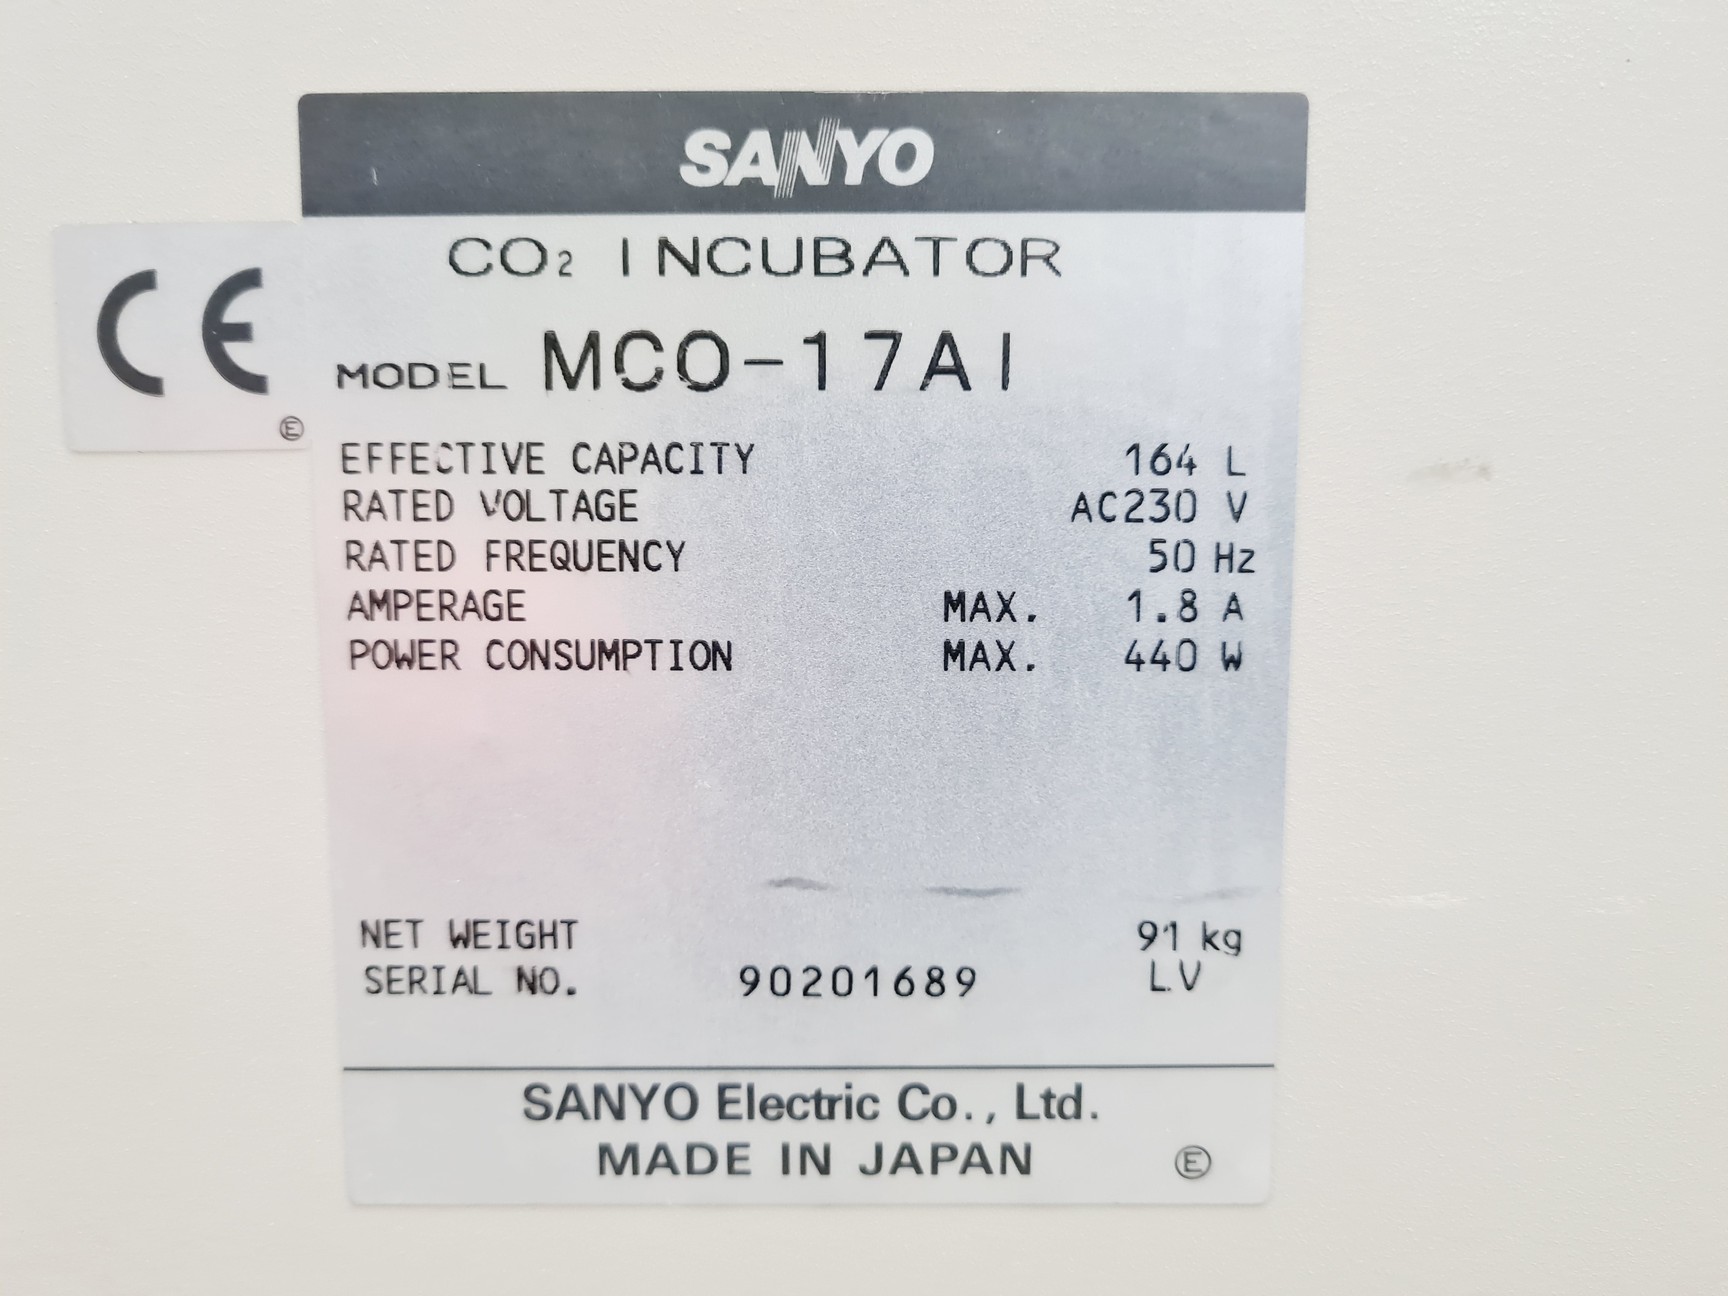 SANYO
CO₂ INCUBATOR
CE
MODEL MCO-17AI
Ⓔ
EFFECTIVE CAPACITY 164 L
RATED VOLTAGE AC230 V
RATED FREQUENCY 50 Hz
AMPERAGE MAX. 1.8 A
POWER CONSUMPTION MAX. 440 W
NET WEIGHT 91 kg
SERIAL NO. 90201689 LV
SANYO Electric Co., Ltd.
MADE IN JAPAN Ⓔ